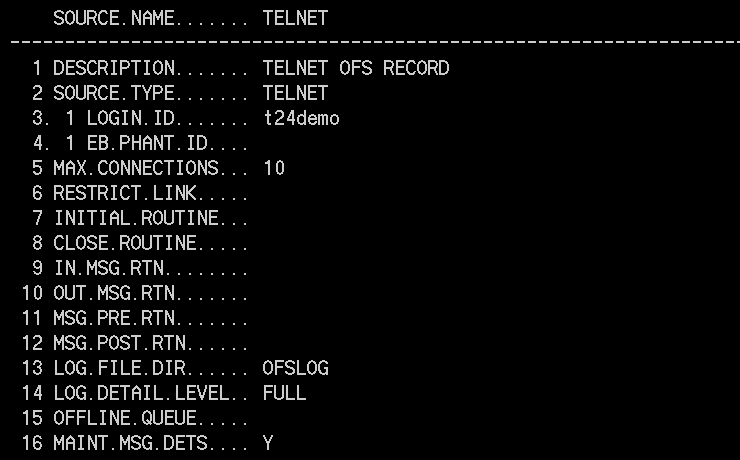 SOURCE.NAME....... TELNET
--------------------------------------------------------------------
1 DESCRIPTION....... TELNET OFS RECORD
2 SOURCE.TYPE....... TELNET
3. 1 LOGIN.ID....... t24demo
4. 1 EB.PHANT.ID....
5 MAX.CONNECTIONS... 10
6 RESTRICT.LINK.....
7 INITIAL.ROUTINE...
8 CLOSE.ROUTINE.....
9 IN.MSG.RTN........
10 OUT.MSG.RTN.......
11 MSG.PRE.RTN.......
12 MSG.POST.RTN......
13 LOG.FILE.DIR...... OFSLOG
14 LOG.DETAIL.LEVEL.. FULL
15 OFFLINE.QUEUE.....
16 MAINT.MSG.DETS.... Y